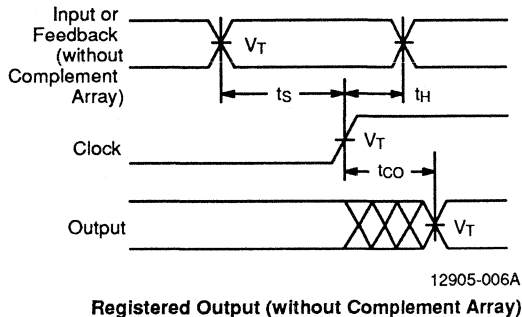 Input or
Feedback
(without
Complement
Array)
VT
tS
tH
Clock
VT
tCO
Output
VT
12905-006A
Registered Output (without Complement Array)